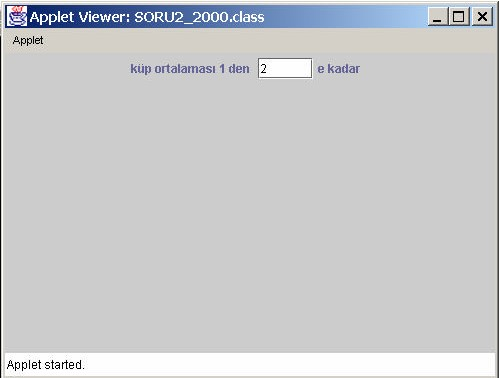 Applet Viewer: SORU2_2000.class
Applet
küp ortalaması 1 den 2 e kadar
Applet started.